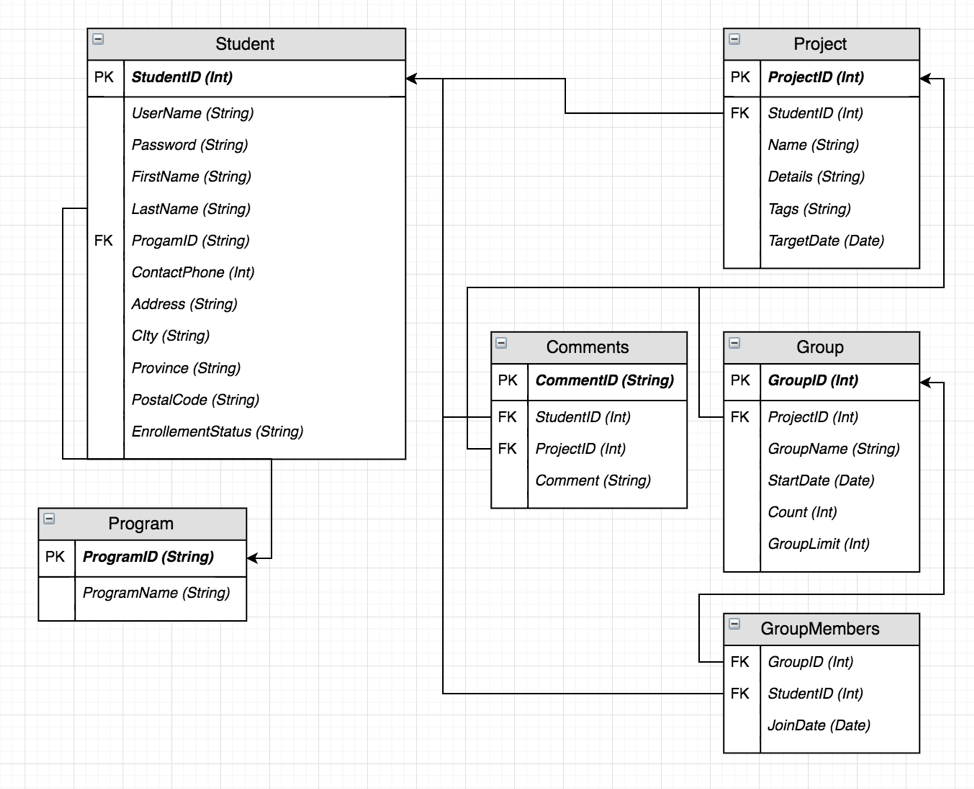 Student
PK StudentID (Int)
UserName (String)
Password (String)
FirstName (String)
LastName (String)
FK ProgamID (String)
ContactPhone (Int)
Address (String)
CIty (String)
Province (String)
PostalCode (String)
EnrollementStatus (String)
Project
PK ProjectID (Int)
FK StudentID (Int)
Name (String)
Details (String)
Tags (String)
TargetDate (Date)
Comments
PK CommentID (String)
FK StudentID (Int)
FK ProjectID (Int)
Comment (String)
Group
PK GroupID (Int)
FK ProjectID (Int)
GroupName (String)
StartDate (Date)
Count (Int)
GroupLimit (Int)
Program
PK ProgramID (String)
ProgramName (String)
GroupMembers
FK GroupID (Int)
FK StudentID (Int)
JoinDate (Date)